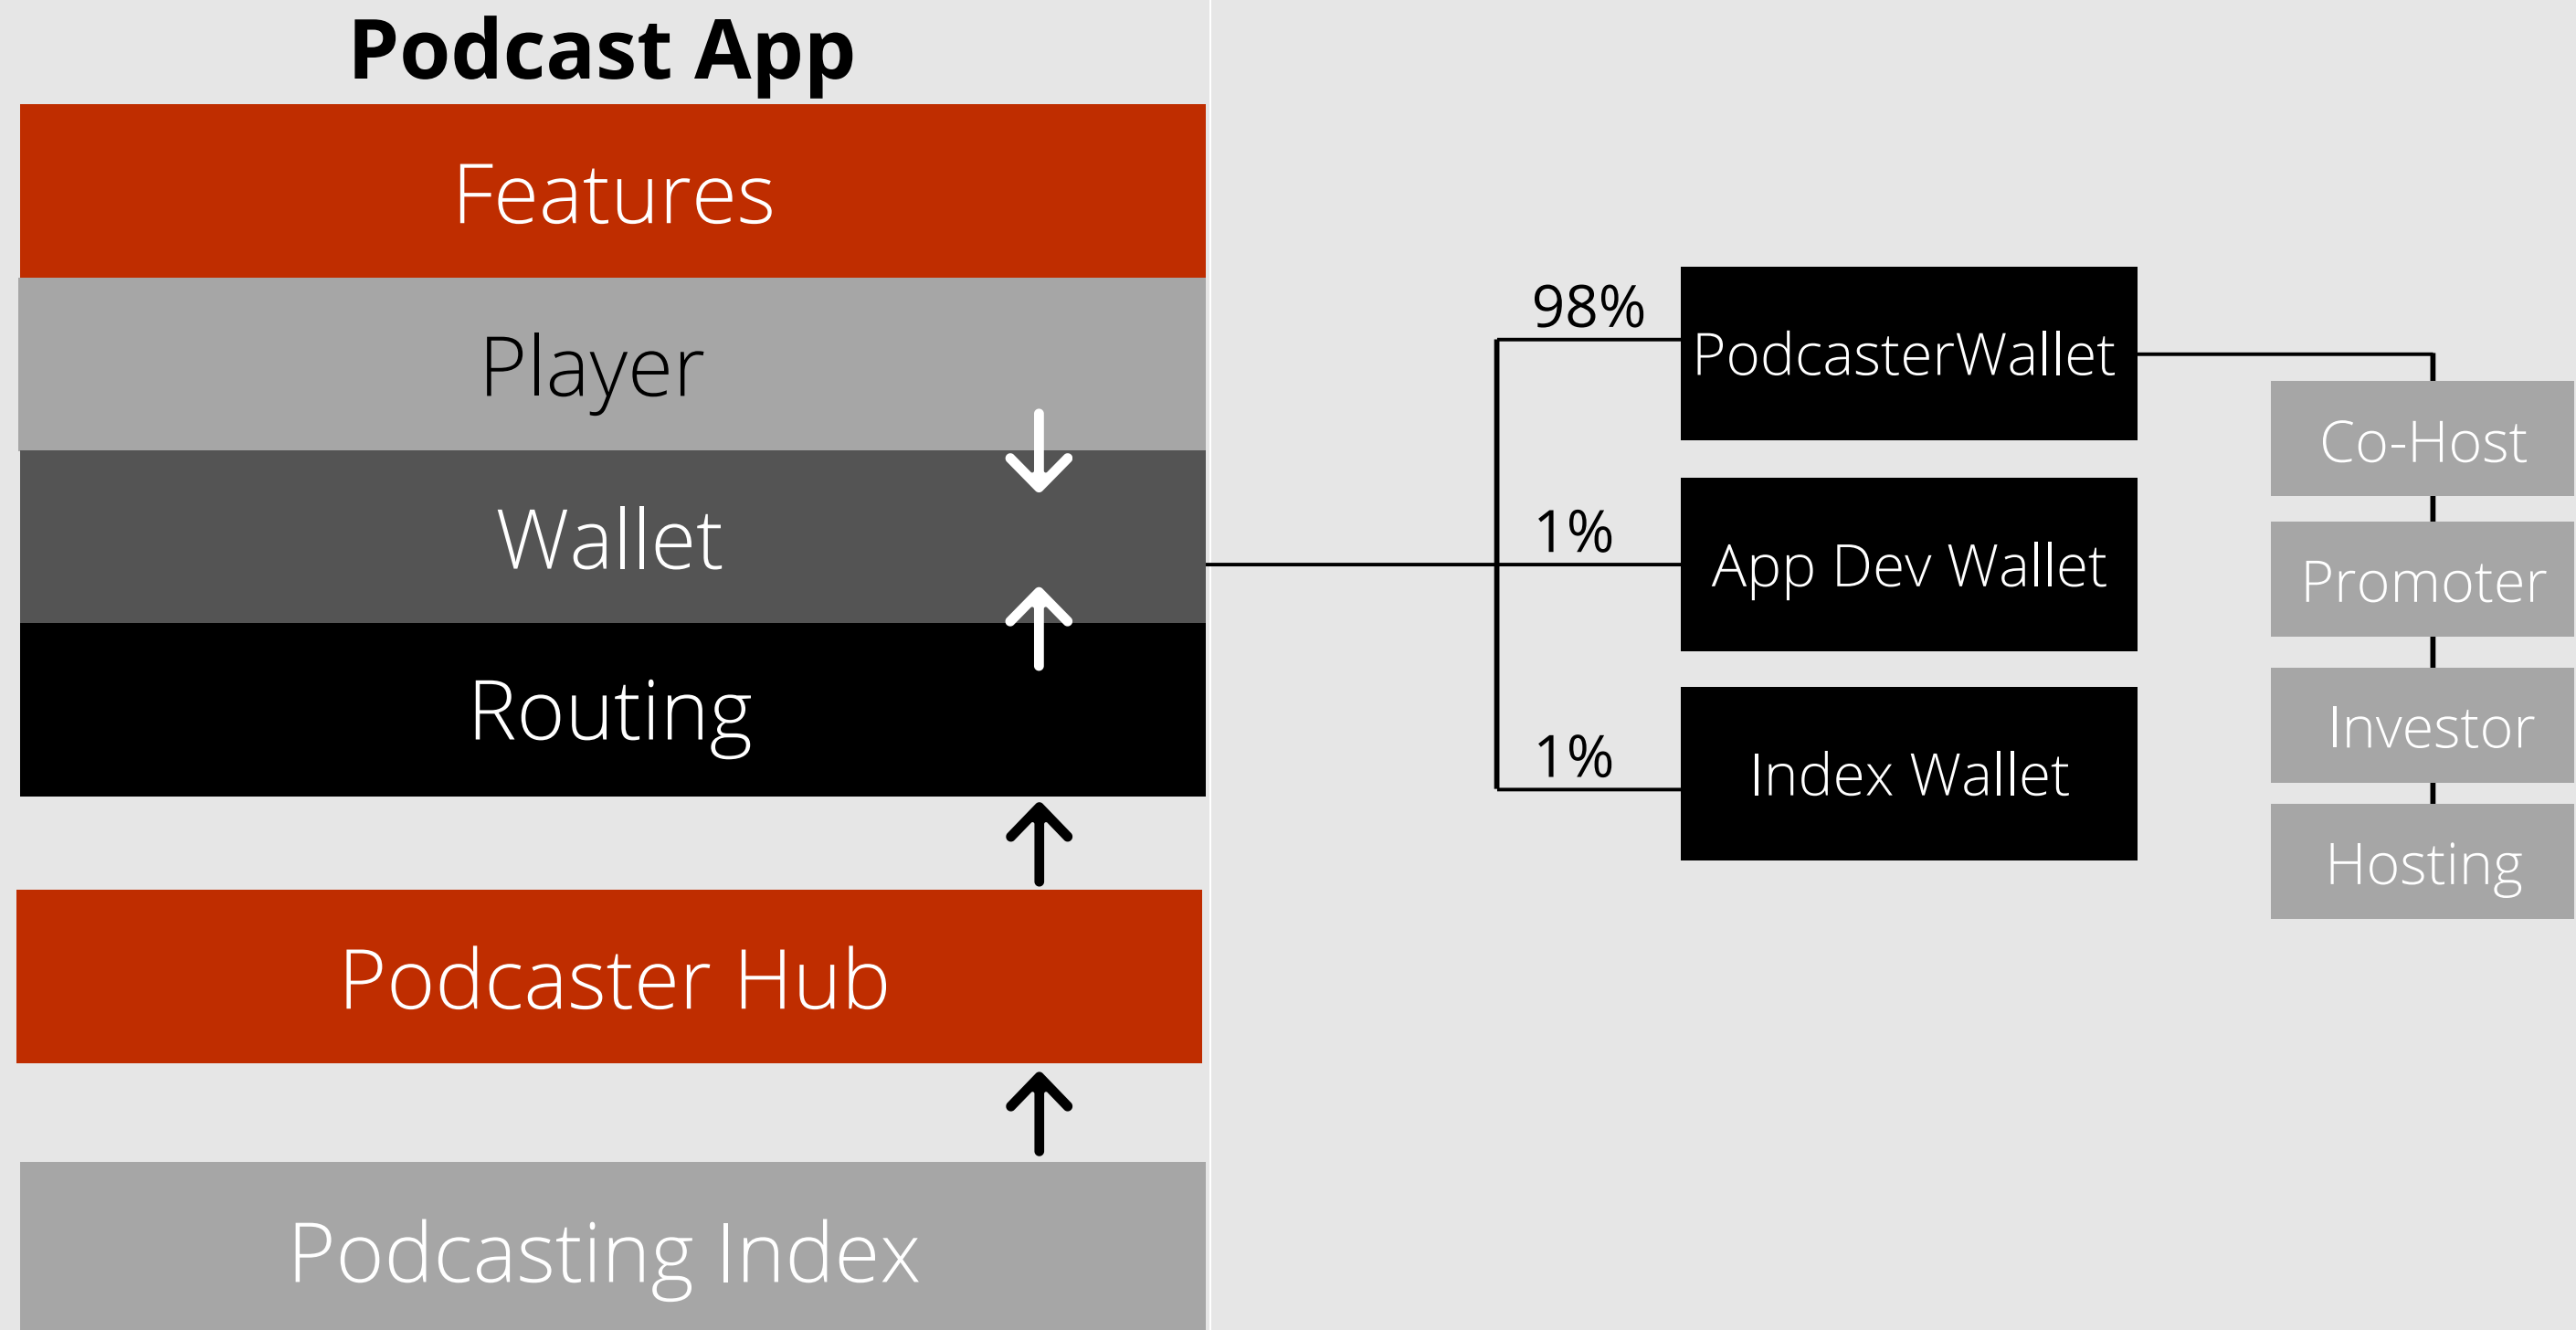 Podcast App
Features
Player
Wallet
Routing
Podcaster Hub
Podcasting Index
98%
PodcasterWallet
1%
App Dev Wallet
1%
Index Wallet
Co-Host
Promoter
Investor
Hosting